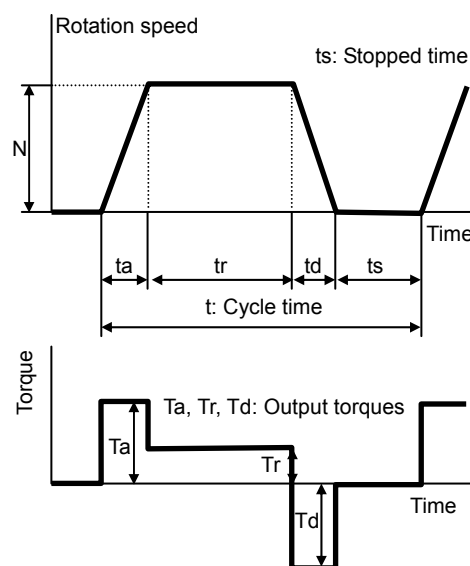 Rotation speed
ts: Stopped time
N
Time
ta tr td ts
t: Cycle time
Torque
Ta, Tr, Td: Output torques
Ta
Tr
Td
Time